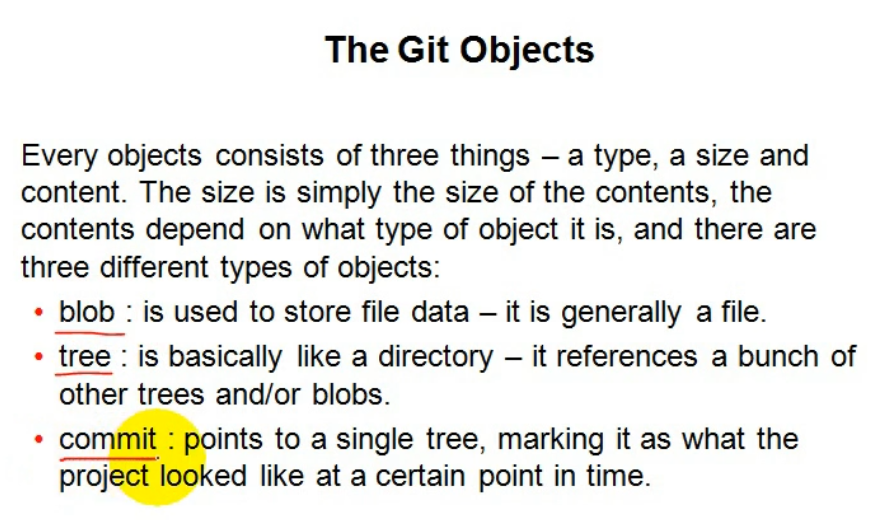 The Git Objects
Every objects consists of three things – a type, a size and
content. The size is simply the size of the contents, the
contents depend on what type of object it is, and there are
three different types of objects:
• blob : is used to store file data – it is generally a file.
• tree : is basically like a directory – it references a bunch of
other trees and/or blobs.
• commit : points to a single tree, marking it as what the
project looked like at a certain point in time.